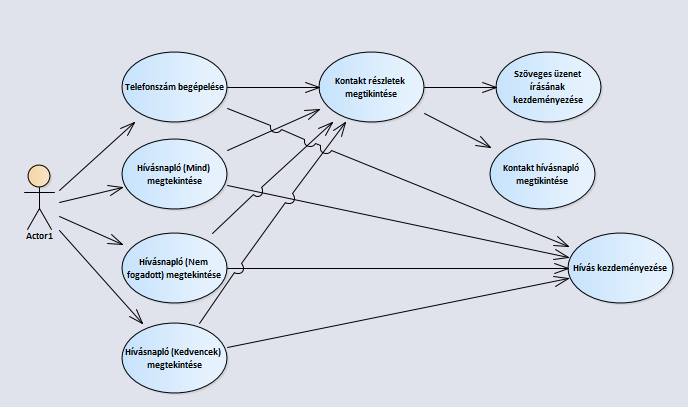 Telefonszám begépelése
Kontakt részletek
megtikintése
Szöveges üzenet
írásának
kezdeményezése
Hívásnapló (Mind)
megtekintése
Kontakt hívásnapló
megtikintése
Actor1
Hívásnapló (Nem
fogadott) megtekintése
Hívás kezdeményezése
Hívásnapló (Kedvencek)
megtekintése